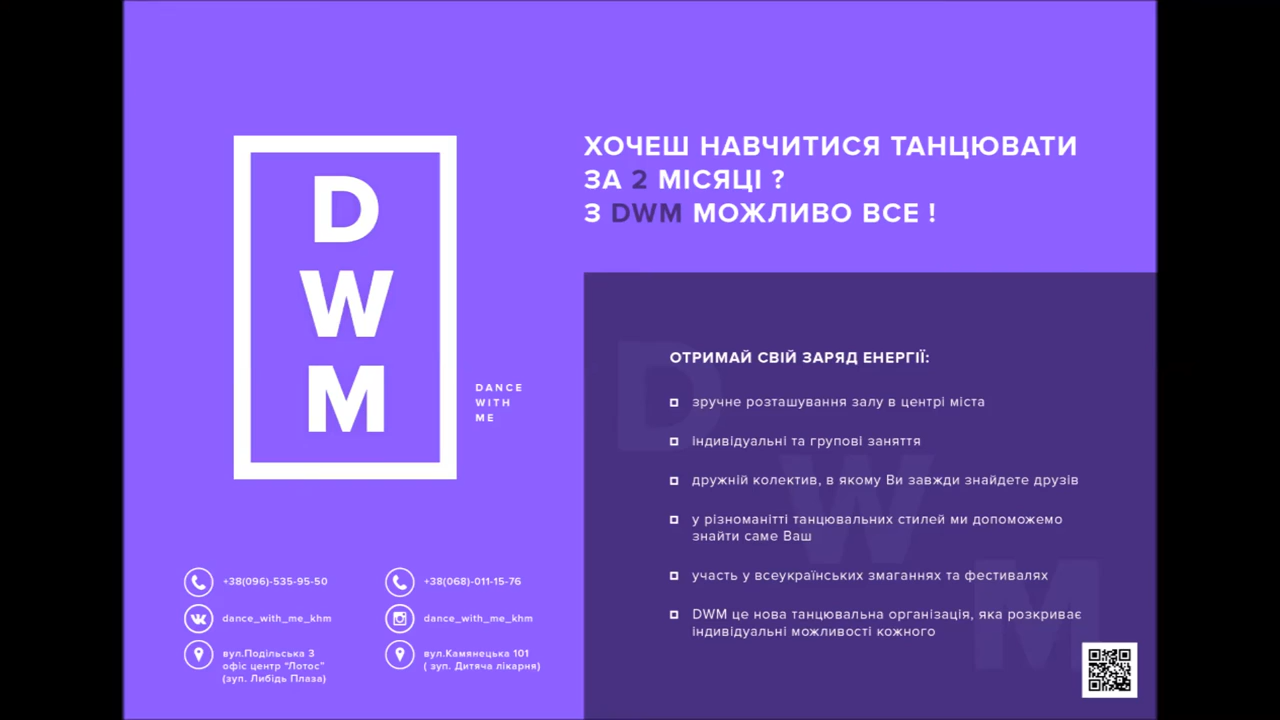 D
W
M
DANCE
WITH
ME
ХОЧЕШ НАВЧИТИСЯ ТАНЦЮВАТИ
ЗА 2 МІСЯЦІ ?
З DWM МОЖЛИВО ВСЕ !
ОТРИМАЙ СВІЙ ЗАРЯД ЕНЕРГІЇ:
зручне розташування залу в центрі міста
індивідуальні та групові заняття
дружній колектив, в якому Ви завжди знайдете друзів
у різноманітті танцювальних стилей ми допоможемо
знайти саме Ваш
участь у всеукраїнських змаганнях та фестивалях
DWM це нова танцювальна організація, яка розкриває
індивідуальні можливості кожного
D
W
M
+38(096)-535-95-50
dance_with_me_khm
вул.Подільська 3
офіс центр "Лотос"
(зуп. Либідь Плаза)
+38(068)-011-15-76
dance_with_me_khm
вул.Камянецька 101
( зуп. Дитяча лікарня)